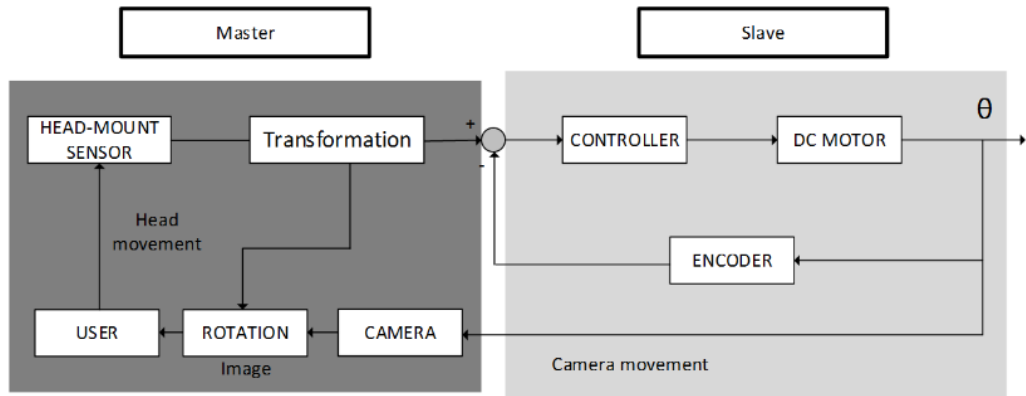 Master
Slave
HEAD-MOUNT
SENSOR
Transformation
+
-
CONTROLLER
DC MOTOR
θ
Head
movement
ENCODER
USER
ROTATION
CAMERA
Image
Camera movement